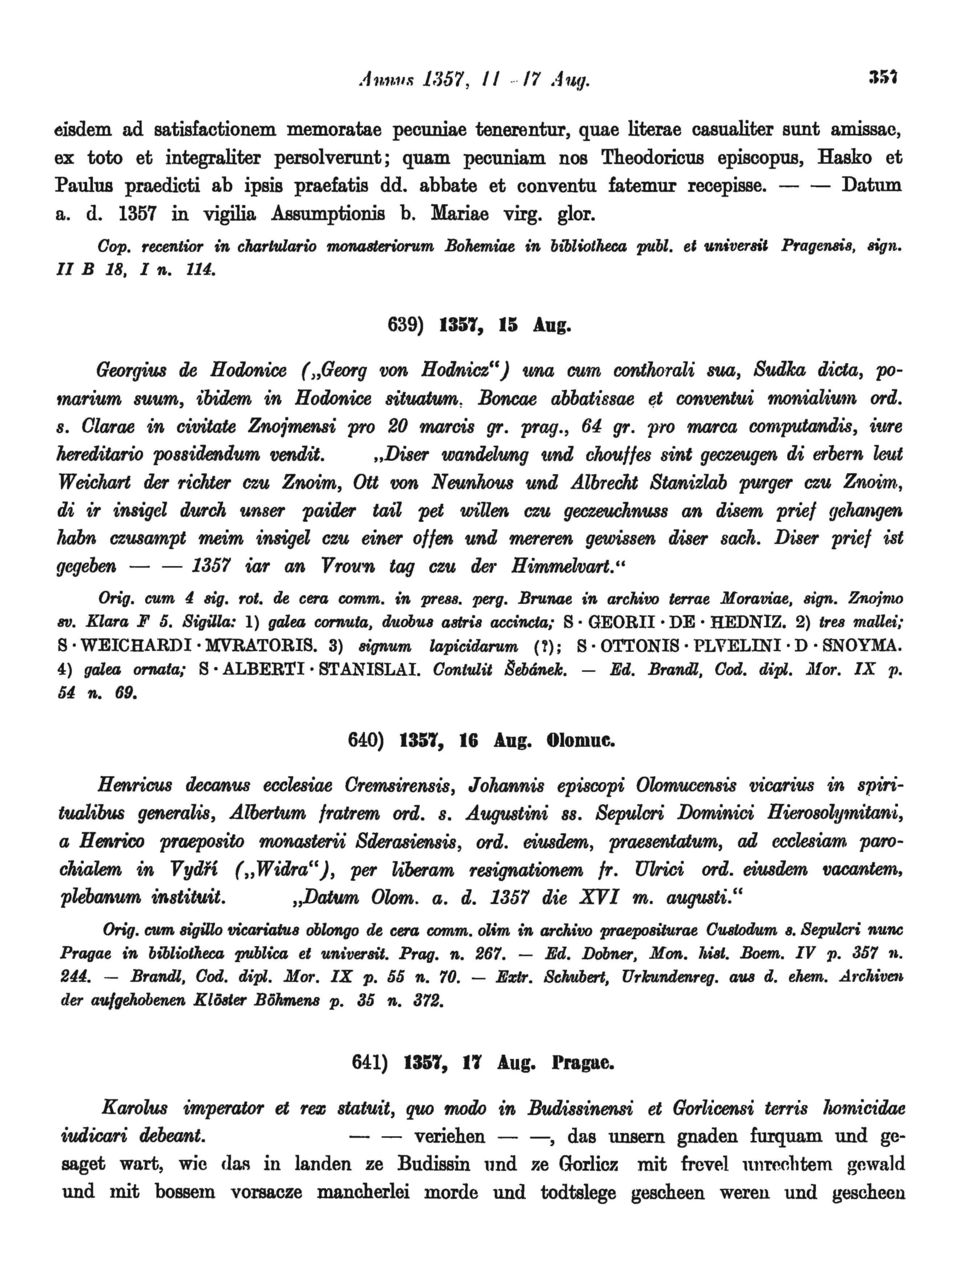 Annus 1357, 11–17 Aug. 357
eisdem ad satisfactionem memoratae pecuniae tenerentur, quae literae casualiter sunt amissae,
ex toto et integraliter persolverunt; quam pecuniam nos Theodoricus episcopus, Hasko et
Paulus praedicti ab ipsis praefatis dd. abbate et conventu fatemur recepisse. — — Datum
a. d. 1357 in vigilia Assumptionis b. Mariae virg. glor.
Cop. recentior in chartulario monasteriorum Bohemiae in bibliotheca publ. et universit Pragensis, sign.
II B 18, I n. 114.
639) 1357, 15 Aug.
Georgius de Hodonice („Georg von Hodnicz“) una cum conthorali sua, Sudka dicta, po-
marium suum, ibidem in Hodonice situatum, Boncae abbatissae et conventui monialium ord.
s. Clarae in civitate Znojmensi pro 20 marcis gr. prag., 64 gr. pro marca computandis, iure
hereditario possidendum vendit. „Diser wandelung und chouffes sint geczeugen di erbern leut
Weichart der richter czu Znoim, Ott von Neunhous und Albrecht Stanizlab purger czu Znoim,
di ir insigel durch unser paider tail pet willen czu geczeuchnuss an disem prief gehangen
habn czusampt meim insigel czu einer offen und mereren gewissen diser sach. Diser prief ist
gegeben — — 1357 iar an Vrown tag czu der Himmelvart.“
Orig. cum 4 sig. rot. de cera comm. in press. perg. Brunae in archivo terrae Moraviae, sign. Znojmo
sv. Klara F 5. Sigilla: 1) galea cornuta, duobus astris accincta; S · GEORII · DE · HEDNIZ. 2) tres mallei;
S · WEICHARDI · MVRATORIS. 3) signum lapicidarum (?); S · OTTONIS · PLVELINI · D · SNOYMA.
4) galea ornata; S · ALBERTI · STANISLAI. Contulit Šebánek. — Ed. Brandl, Cod. dipl. Mor. IX p.
54 n. 69.
640) 1357, 16 Aug. Olomuc.
Henricus decanus ecclesiae Cremsirensis, Johannis episcopi Olomucensis vicarius in spiri-
tualibus generalis, Albertum fratrem ord. s. Augustini ss. Sepulcri Dominici Hierosolymitani,
a Henrico praeposito monasterii Sderasiensis, ord. eiusdem, praesentatum, ad ecclesiam paro-
chialem in Vydří („Widra“), per liberam resignationem fr. Ulrici ord. eiusdem vacantem,
plebanum instituit. „Datum Olom. a. d. 1357 die XVI m. augusti.“
Orig. cum sigillo vicariatus oblongo de cera comm. olim in archivo praepositurae Custodum s. Sepulcri nunc
Pragae in bibliotheca publica et universit. Prag. n. 267. — Ed. Dobner, Mon. hist. Boem. IV p. 357 n.
244. — Brandl, Cod. dipl. Mor. IX p. 55 n. 70. — Extr. Schubert, Urkundenreg. aus d. ehem. Archiven
der aufgehobenen Klöster Böhmens p. 35 n. 372.
641) 1357, 17 Aug. Pragae.
Karolus imperator et rex statuit, quo modo in Budissinensi et Gorlicensi terris homicidae
iudicari debeant. — — veriehen — —, das unsern gnaden furquam und ge-
saget wart, wie das in landen ze Budissin und ze Gorlicz mit frevel unrechtem gewald
und mit bossem vorsacze mancherlei morde und todtslege gescheen weren und gescheen